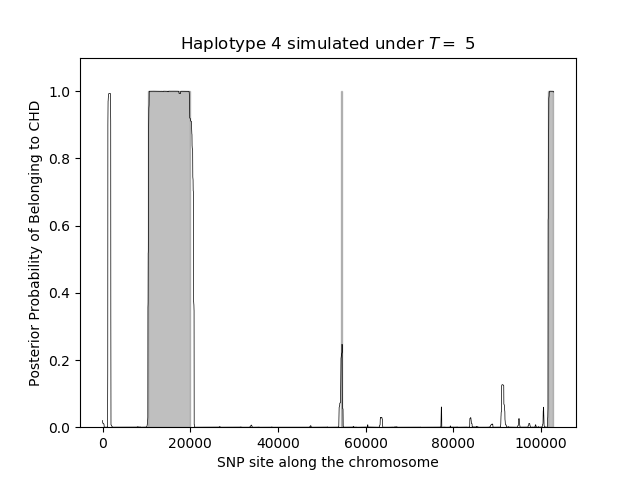 Haplotype 4 simulated under T = 5
Posterior Probability of Belonging to CHD
1.0
0.8
0.6
0.4
0.2
0.0
0 20000 40000 60000 80000 100000
SNP site along the chromosome